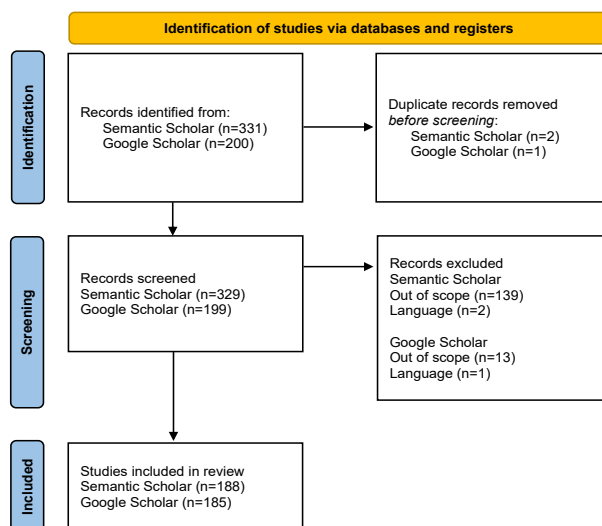 Identification of studies via databases and registers
Identification
Records identified from:
Semantic Scholar (n=331)
Google Scholar (n=200)
Duplicate records removed
before screening:
Semantic Scholar (n=2)
Google Scholar (n=1)
Screening
Records screened
Semantic Scholar (n=329)
Google Scholar (n=199)
Records excluded
Semantic Scholar
Out of scope (n=139)
Language (n=2)
Google Scholar
Out of scope (n=13)
Language (n=1)
Included
Studies included in review
Semantic Scholar (n=188)
Google Scholar (n=185)